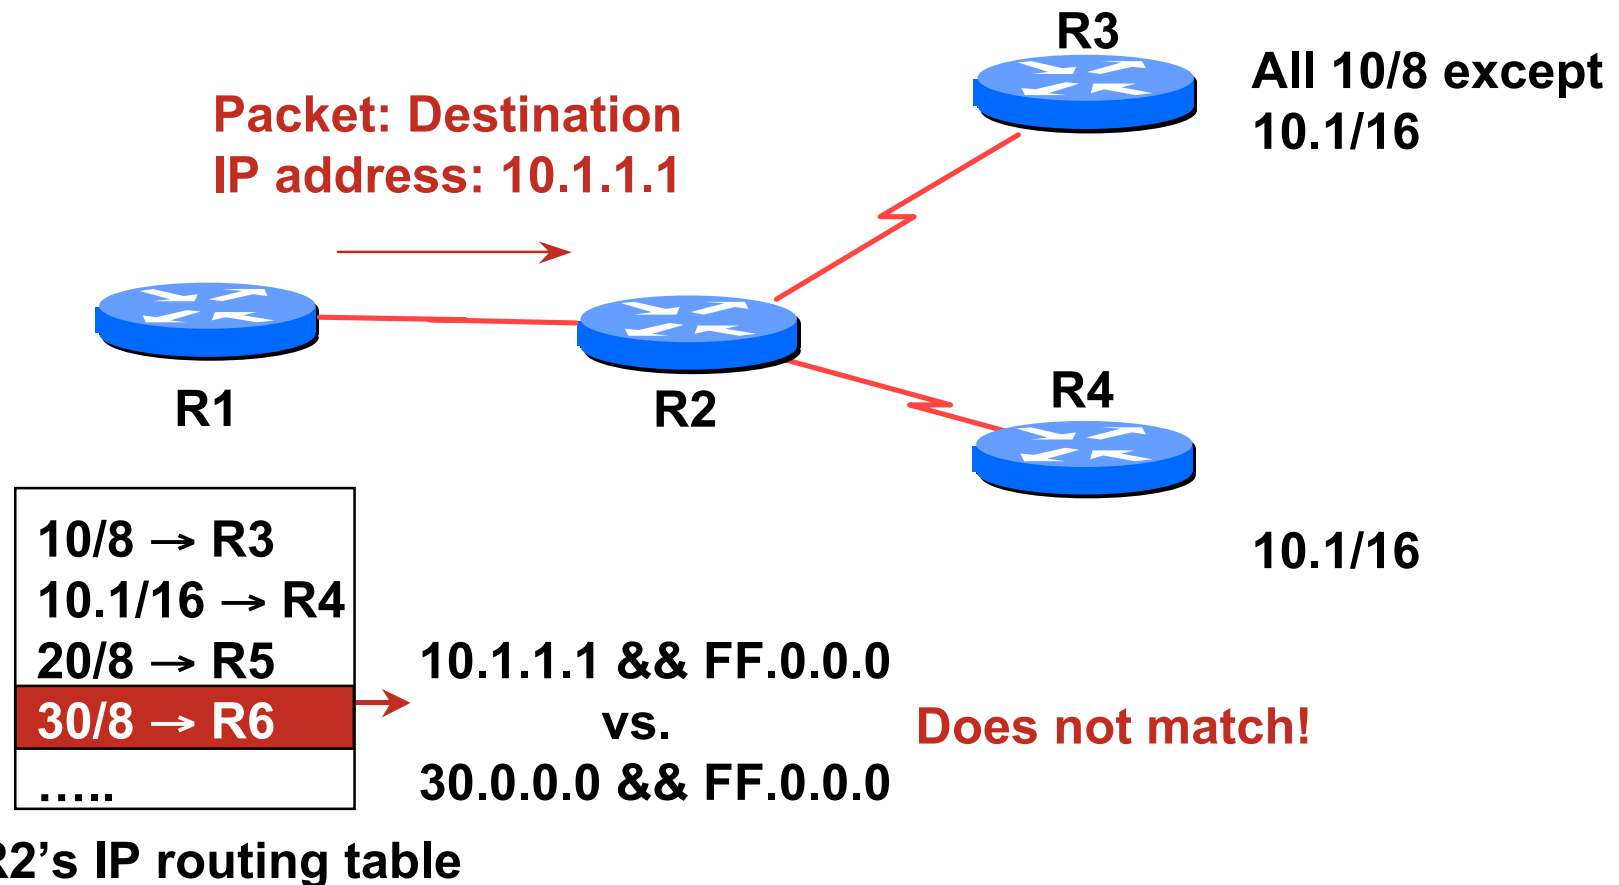 R3
All 10/8 except
10.1/16
Packet: Destination
IP address: 10.1.1.1
R1
R2
R4
10.1/16
10/8 → R3
10.1/16 → R4
20/8 → R5
30/8 → R6
…..
10.1.1.1 && FF.0.0.0
vs.
30.0.0.0 && FF.0.0.0
Does not match!
R2’s IP routing table